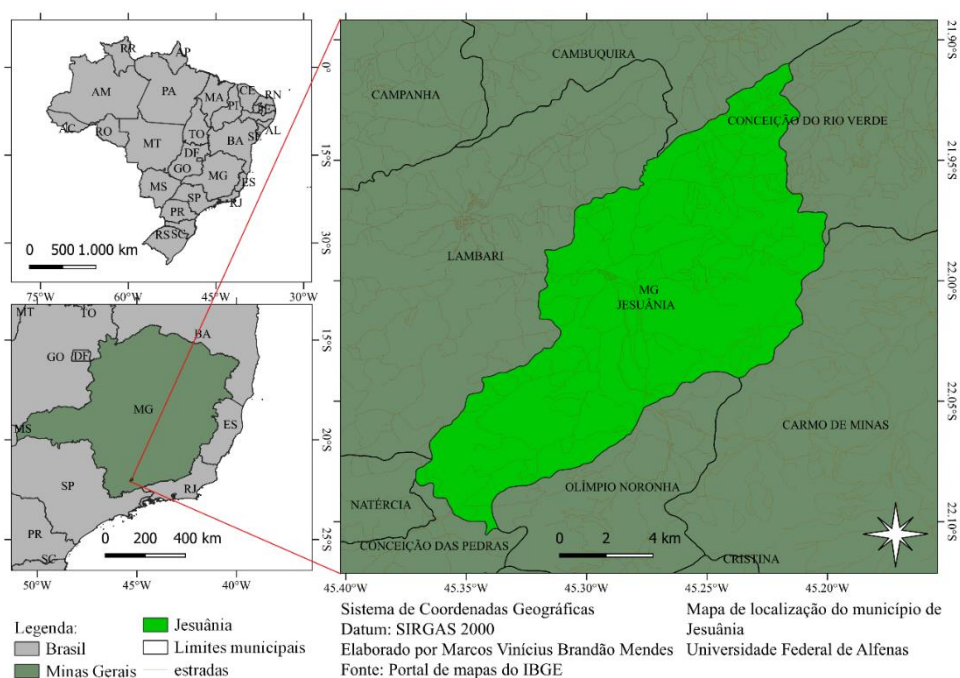 RR
AP
0°
AM
PA
MA
CE
RN
PI
AC
RO
TO
SE
AL
MT
BA
DF
GO
MG
MS
ES
SP
RJ
PR
SC
RS
15°S
30°S
0 500 1.000 km
75°W 60°W 45°W 30°W
MT
TO
BA
GO
DF
MG
MS
ES
SP
RJ
PR
SC
15°S
20°S
25°S
0 200 400 km
50°W 45°W 40°W
CAMBUQUIRA
CAMPANHA
CONCEIÇÃO DO RIO VERDE
LAMBARI
MG
JESUÂNIA
CARMO DE MINAS
OLÍMPIO NORONHA
NATÉRCIA
CONCEIÇÃO DAS PEDRAS
CRISTINA
0 2 4 km
21.90°S
21.95°S
22.00°S
22.05°S
22.10°S
45.40°W 45.35°W 45.30°W 45.25°W 45.20°W
Legenda:
Brasil
Minas Gerais
Jesuânia
Limites municipais
estradas
Sistema de Coordenadas Geográficas
Datum: SIRGAS 2000
Elaborado por Marcos Vinícius Brandão Mendes
Fonte: Portal de mapas do IBGE
Mapa de localização do município de
Jesuânia
Universidade Federal de Alfenas